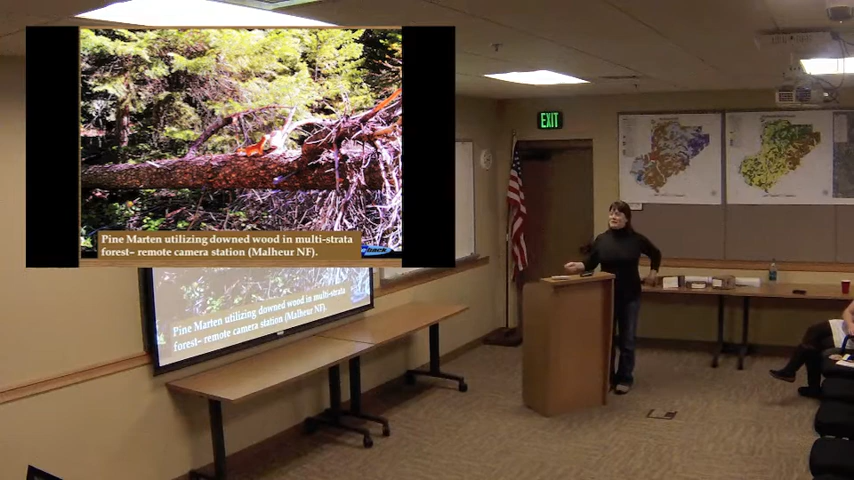 Pine Marten utilizing downed wood in multi-strata
forest– remote camera station (Malheur NF).
Pine Marten utilizing downed wood in multi-strata
forest– remote camera station (Malheur NF).
EXIT